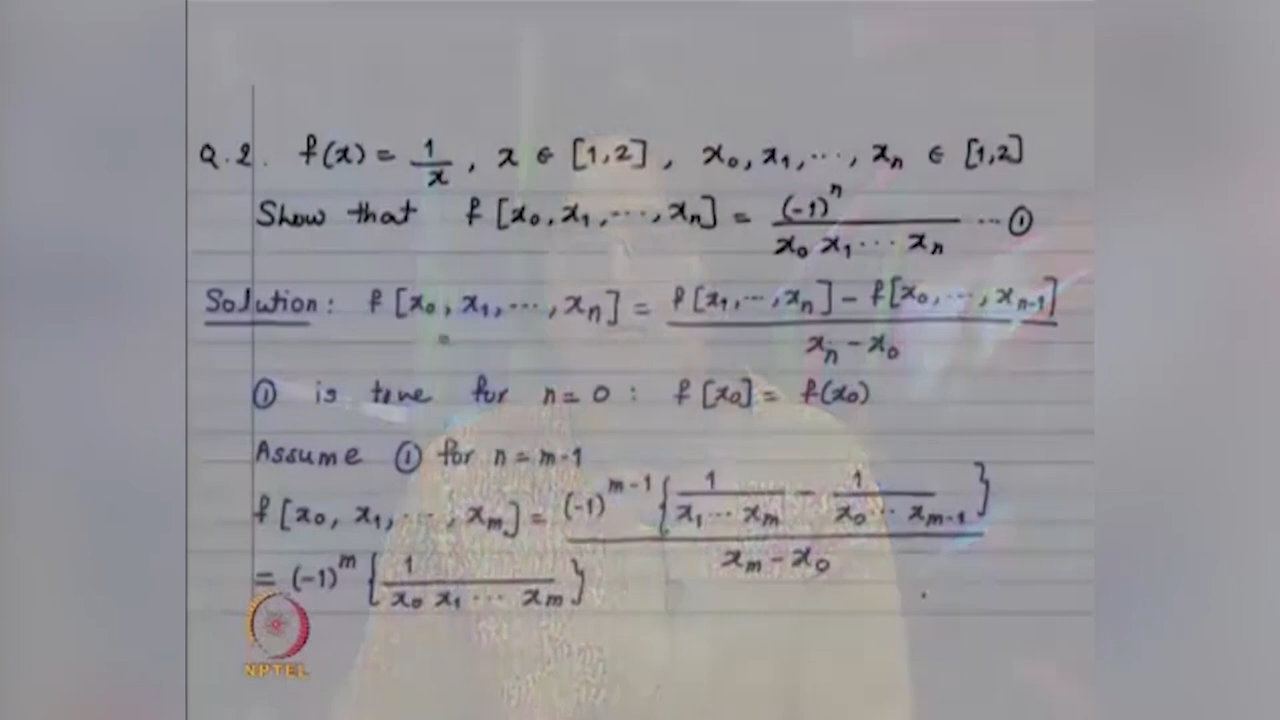 Q.2. f(x) = 1/x, x ∈ [1,2], x₀, x₁, ⋯, xₙ ∈ [1,2]
Show that f[x₀, x₁, ⋯, xₙ] = (-1)ⁿ / (x₀ x₁ ⋯ xₙ) ⋯ ①
Solution: f[x₀, x₁, ⋯, xₙ] = (f[x₁, ⋯, xₙ] - f[x₀, ⋯, xₙ₋₁]) / (xₙ - x₀)
① is true for n = 0 : f[x₀] = f(x₀)
Assume ① for n = m-1
f[x₀, x₁, ⋯, xₘ] = (-1)ᵐ⁻¹ {1/(x₁ ⋯ xₘ) - 1/(x₀ ⋯ xₘ₋₁)} / (xₘ - x₀)
= (-1)ᵐ {1/(x₀ x₁ ⋯ xₘ)}
NPTEL